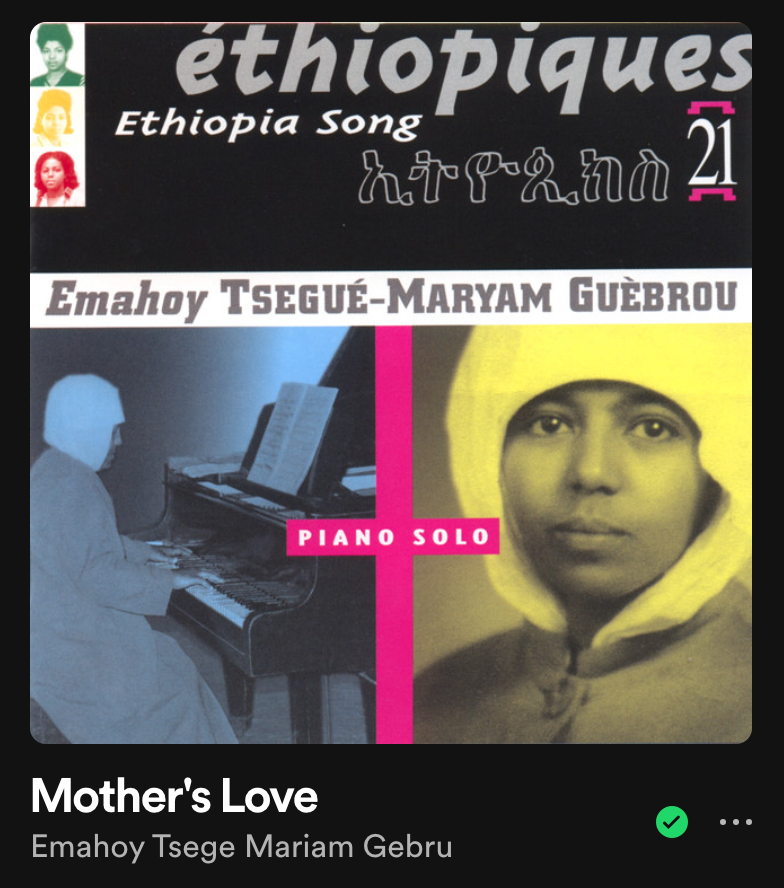 éthiopiques
Ethiopia Song
ኢትዮጲክስ
21
Emahoy TSEGUÉ-MARYAM GUÈBROU
PIANO SOLO
Mother's Love
Emahoy Tsege Mariam Gebru